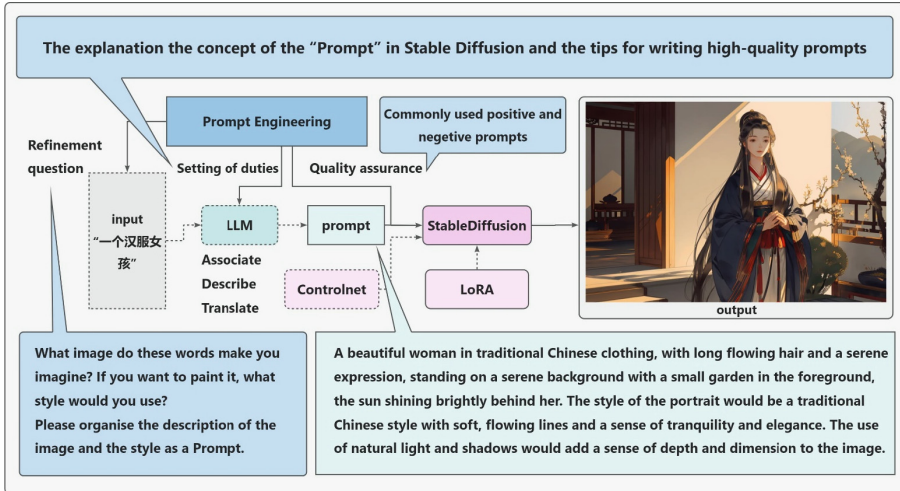 The explanation the concept of the “Prompt” in Stable Diffusion and the tips for writing high-quality prompts
Prompt Engineering
Commonly used positive and
negetive prompts
Refinement
question
Setting of duties
Quality assurance
input
“一个汉服女
孩”
LLM
prompt
StableDiffusion
Associate
Describe
Translate
Controlnet
LoRA
output
What image do these words make you
imagine? If you want to paint it, what
style would you use?
Please organise the description of the
image and the style as a Prompt.
A beautiful woman in traditional Chinese clothing, with long flowing hair and a serene
expression, standing on a serene background with a small garden in the foreground,
the sun shining brightly behind her. The style of the portrait would be a traditional
Chinese style with soft, flowing lines and a sense of tranquility and elegance. The use
of natural light and shadows would add a sense of depth and dimension to the image.